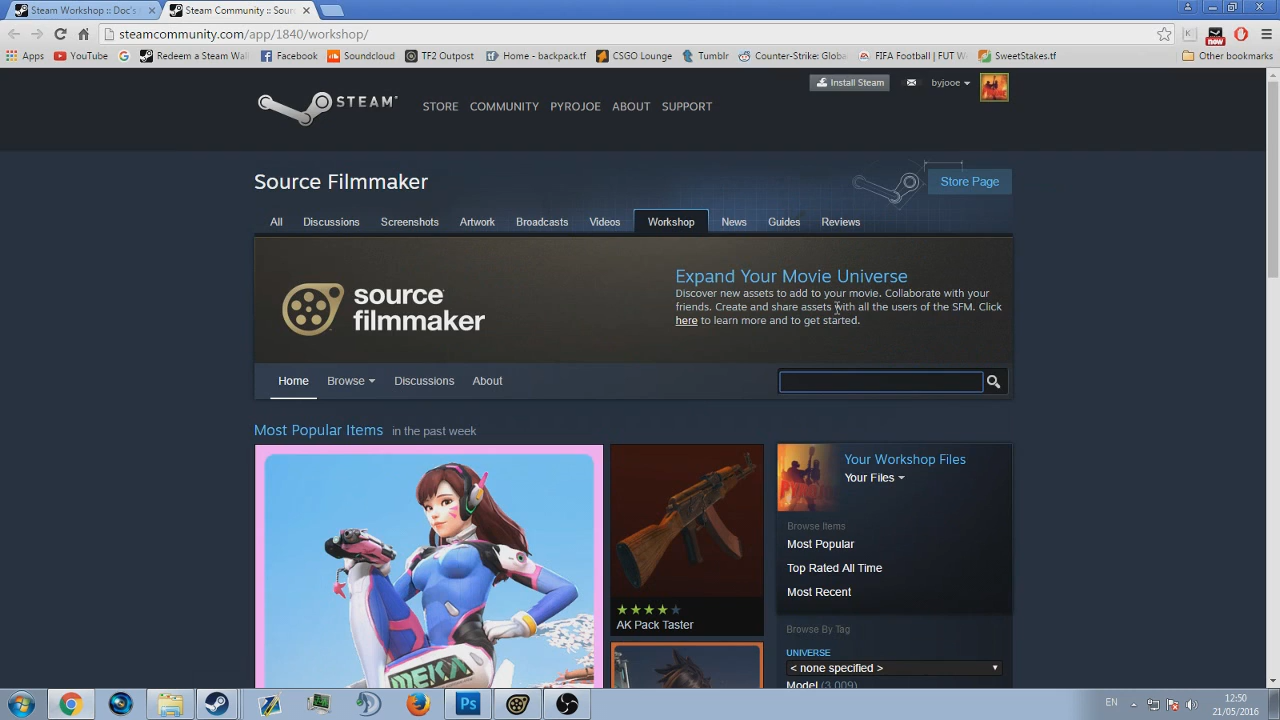 Steam Workshop :: Doc's
Steam Community :: Sour
steamcommunity.com/app/1840/workshop/
now
Apps YouTube Redeem a Steam Wall Facebook Soundcloud TF2 Outpost Home - backpack.tf CSGO Lounge Tumblr Counter-Strike: Globa FIFA Football | FUT W SweetStakes.tf Other bookmarks
Install Steam byjooe
STEAM
STORE COMMUNITY PYROJOE ABOUT SUPPORT
Source Filmmaker
Store Page
All Discussions Screenshots Artwork Broadcasts Videos Workshop News Guides Reviews
source
filmmaker
Expand Your Movie Universe
Discover new assets to add to your movie. Collaborate with your
friends. Create and share assets with all the users of the SFM. Click
here to learn more and to get started.
Home Browse Discussions About
Most Popular Items in the past week
MEKA
AK Pack Taster
Your Workshop Files
Your Files
Browse Items
Most Popular
Top Rated All Time
Most Recent
Browse By Tag
UNIVERSE
< none specified >
Model (3,009)
Ps
EN
12:50
21/05/2016